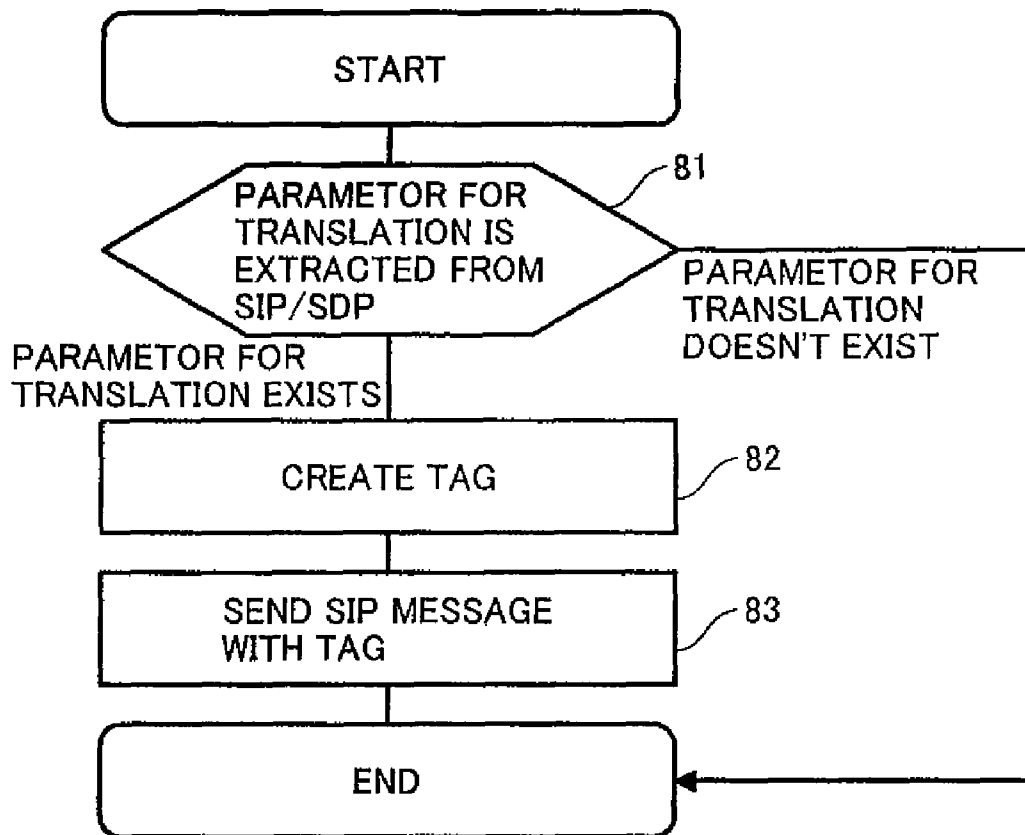 START
81
PARAMETOR FOR
TRANSLATION IS
EXTRACTED FROM
SIP/SDP
PARAMETOR FOR
TRANSLATION
DOESN'T EXIST
PARAMETOR FOR
TRANSLATION EXISTS
CREATE TAG
82
SEND SIP MESSAGE
WITH TAG
83
END